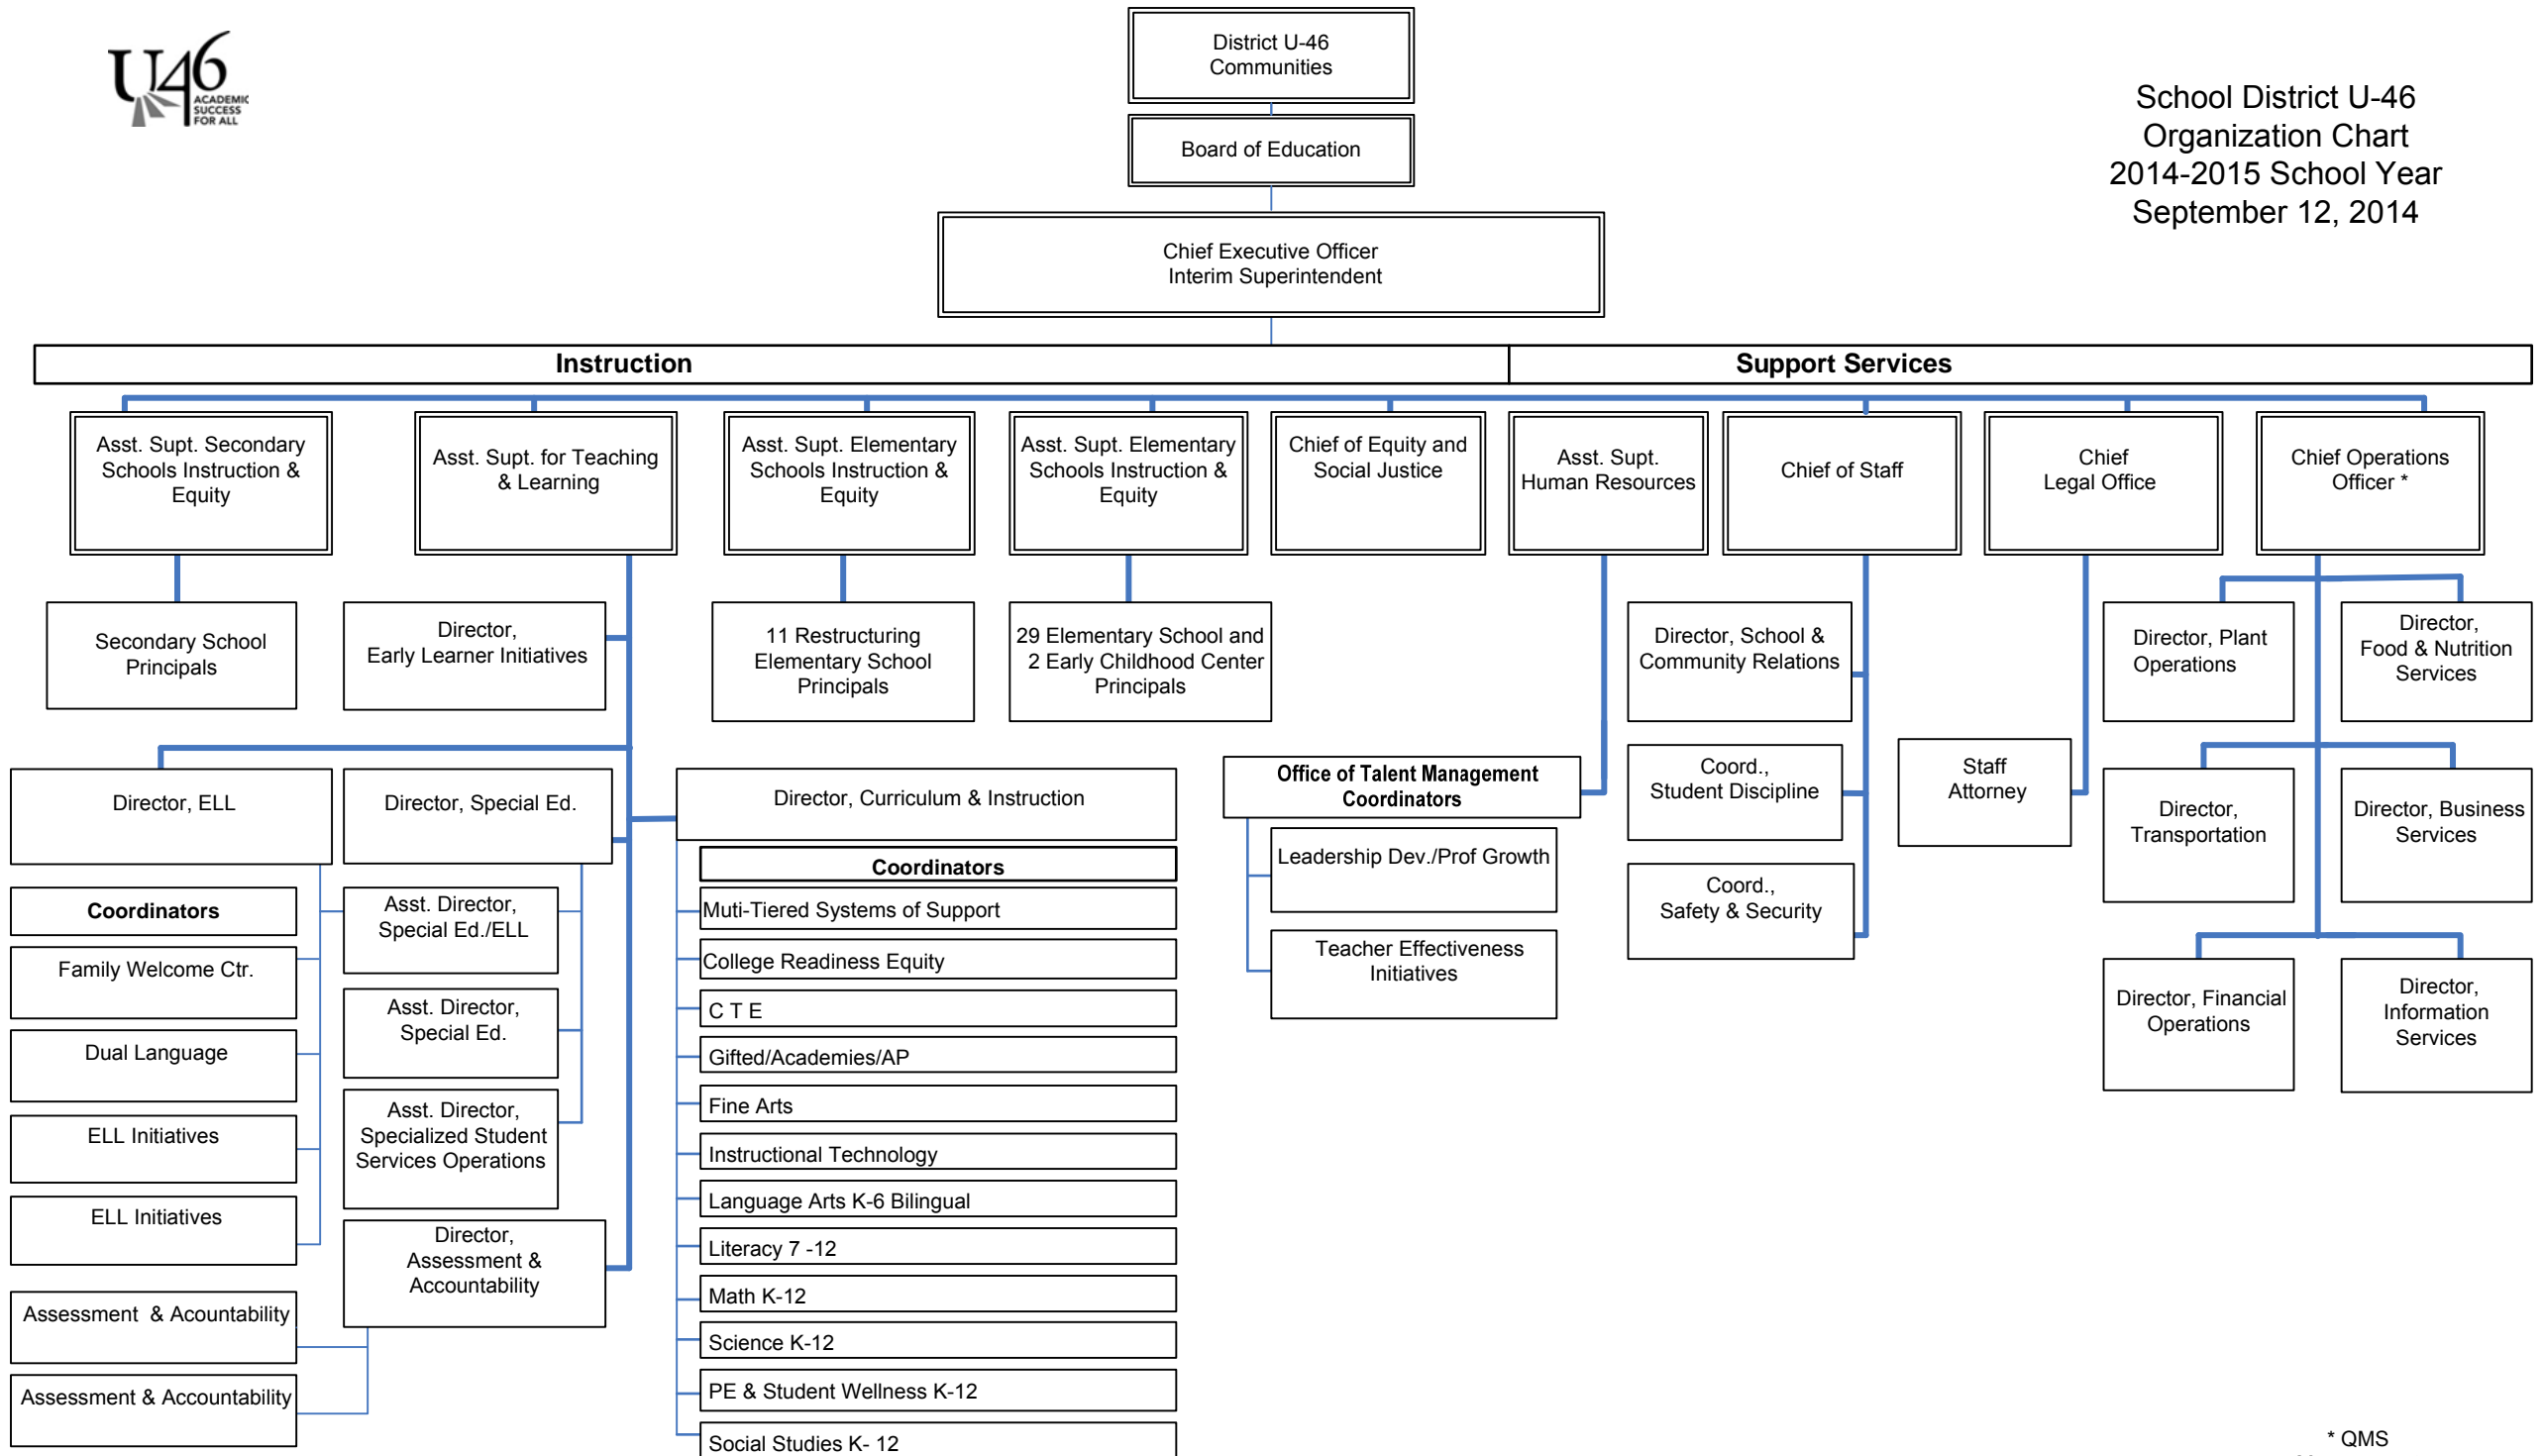 U46
ACADEMIC
SUCCESS
FOR ALL
District U-46
Communities
Board of Education
Chief Executive Officer
Interim Superintendent
School District U-46
Organization Chart
2014-2015 School Year
September 12, 2014
Instruction
Support Services
Asst. Supt. Secondary
Schools Instruction &
Equity
Asst. Supt. for Teaching
& Learning
Asst. Supt. Elementary
Schools Instruction &
Equity
Asst. Supt. Elementary
Schools Instruction &
Equity
Chief of Equity and
Social Justice
Asst. Supt.
Human Resources
Chief of Staff
Chief
Legal Office
Chief Operations
Officer *
Secondary School
Principals
Director,
Early Learner Initiatives
11 Restructuring
Elementary School
Principals
29 Elementary School and
2 Early Childhood Center
Principals
Director, School &
Community Relations
Director, Plant
Operations
Director,
Food & Nutrition
Services
Director, ELL
Director, Special Ed.
Director, Curriculum & Instruction
Office of Talent Management
Coordinators
Coord.,
Student Discipline
Staff
Attorney
Director,
Transportation
Director, Business
Services
Coordinators
Family Welcome Ctr.
Dual Language
ELL Initiatives
ELL Initiatives
Assessment & Acountability
Assessment & Accountability
Asst. Director,
Special Ed./ELL
Asst. Director,
Special Ed.
Asst. Director,
Specialized Student
Services Operations
Director,
Assessment &
Accountability
Coordinators
Muti-Tiered Systems of Support
College Readiness Equity
C T E
Gifted/Academies/AP
Fine Arts
Instructional Technology
Language Arts K-6 Bilingual
Literacy 7 -12
Math K-12
Science K-12
PE & Student Wellness K-12
Social Studies K- 12
Leadership Dev./Prof Growth
Teacher Effectiveness
Initiatives
Coord.,
Safety & Security
Director, Financial
Operations
Director,
Information
Services
* QMS